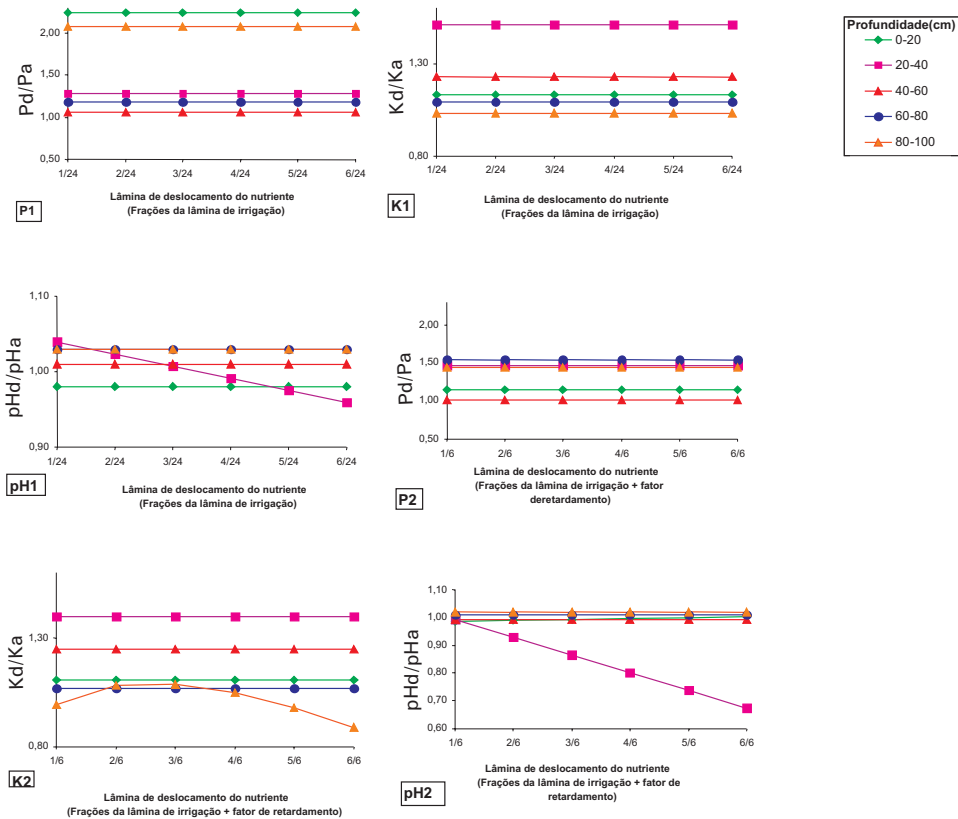 Pd/Pa
2,00
1,50
1,00
0,50
1/24 2/24 3/24 4/24 5/24 6/24
Lâmina de deslocamento do nutriente
(Frações da lâmina de irrigação)
P1
Kd/Ka
1,30
0,80
1/24 2/24 3/24 4/24 5/24 6/24
Lâmina de deslocamento do nutriente
(Frações da lâmina de irrigação)
K1
Profundidade(cm)
0-20
20-40
40-60
60-80
80-100
pHd/pHa
1,10
1,00
0,90
1/24 2/24 3/24 4/24 5/24 6/24
Lâmina de deslocamento do nutriente
(Frações da lâmina de irrigação)
pH1
Pd/Pa
2,00
1,50
1,00
0,50
1/6 2/6 3/6 4/6 5/6 6/6
Lâmina de deslocamento do nutriente
(Frações da lâmina de irrigação + fator
deretardamento)
P2
Kd/Ka
1,30
0,80
1/6 2/6 3/6 4/6 5/6 6/6
Lâmina de deslocamento do nutriente
(Frações da lâmina de irrigação + fator de retardamento)
K2
pHd/pHa
1,10
1,00
0,90
0,80
0,70
0,60
1/6 2/6 3/6 4/6 5/6 6/6
Lâmina de deslocamento do nutriente
(Frações da lâmina de irrigação + fator de
retardamento)
pH2